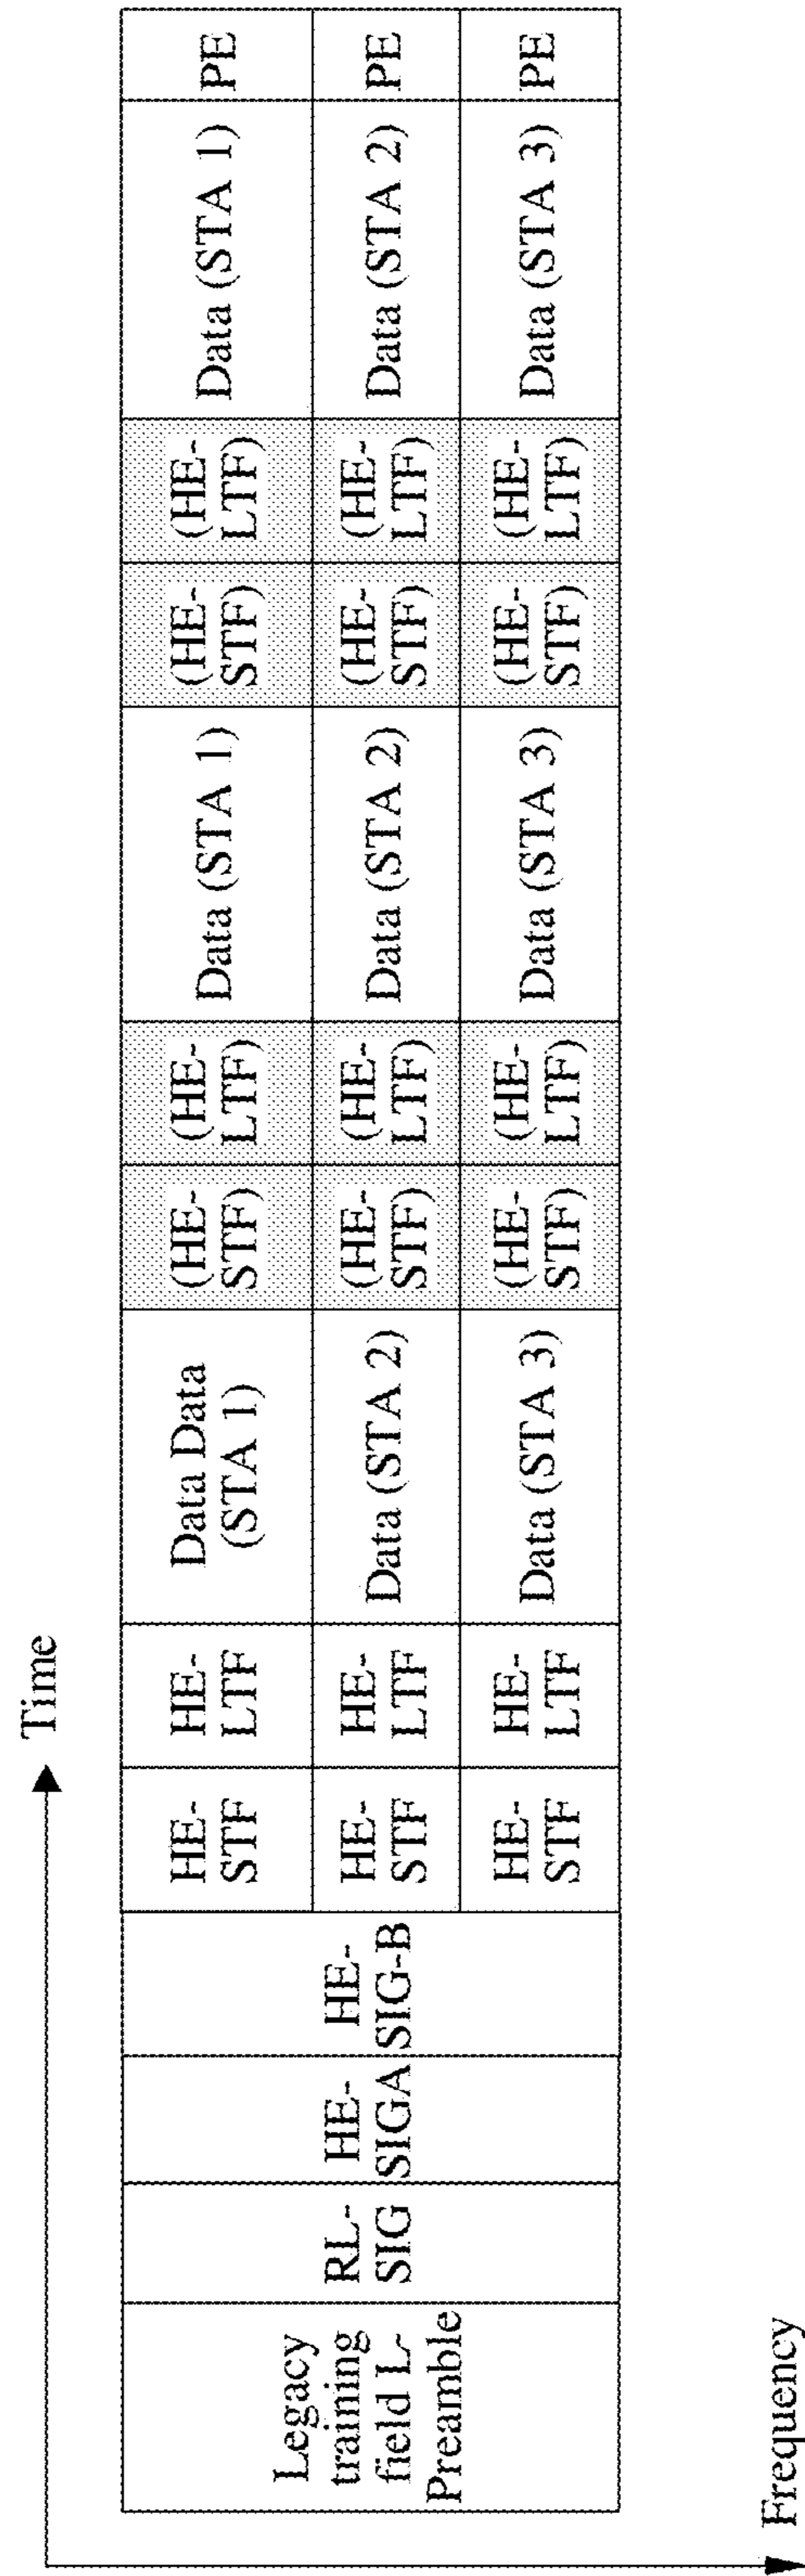 Time
Frequency
Legacy
training
field L-
Preamble
RL-
SIG
HE-
SIGA
HE-
SIG-B
HE-
STF
HE-
LTF
Data Data
(STA 1)
(HE-
STF)
(HE-
LTF)
Data (STA 1)
(HE-
STF)
(HE-
LTF)
Data (STA 1)
PE
HE-
STF
HE-
LTF
Data (STA 2)
(HE-
STF)
(HE-
LTF)
Data (STA 2)
(HE-
STF)
(HE-
LTF)
Data (STA 2)
PE
HE-
STF
HE-
LTF
Data (STA 3)
(HE-
STF)
(HE-
LTF)
Data (STA 3)
(HE-
STF)
(HE-
LTF)
Data (STA 3)
PE